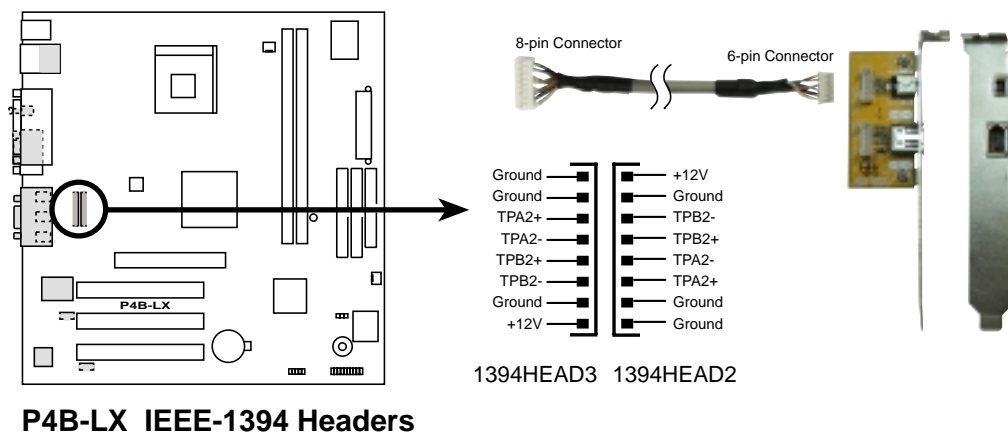 8-pin Connector
6-pin Connector
Ground
Ground
TPA2+
TPA2-
TPB2+
TPB2-
Ground
+12V
+12V
Ground
TPB2-
TPB2+
TPA2-
TPA2+
Ground
Ground
1394HEAD3
1394HEAD2
P4B-LX
P4B-LX IEEE-1394 Headers